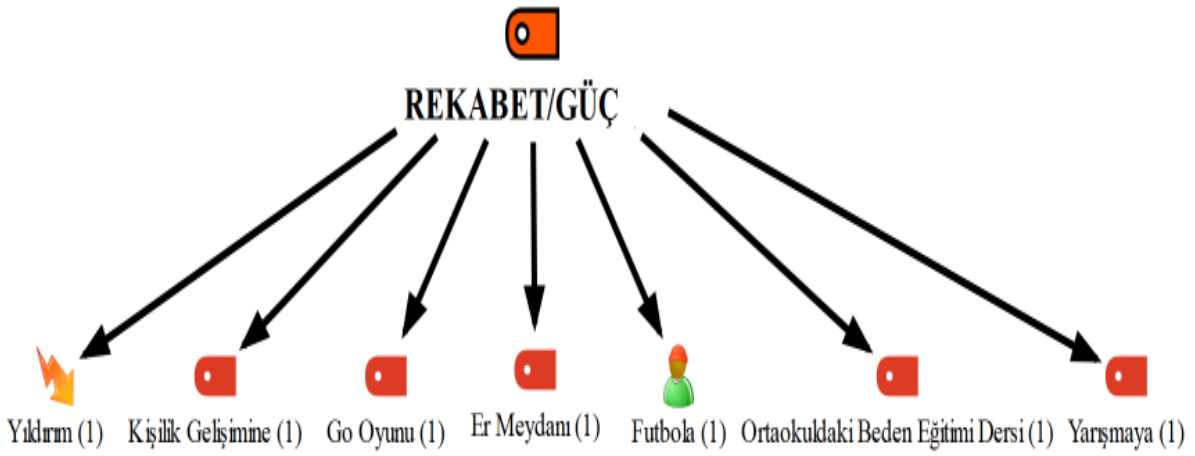 REKABET/GÜÇ
Yıldırım (1)
Kişilik Gelişimine (1)
Go Oyunu (1)
Er Meydanı (1)
Futbola (1)
Ortaokuldaki Beden Eğitimi Dersi (1)
Yarışmaya (1)